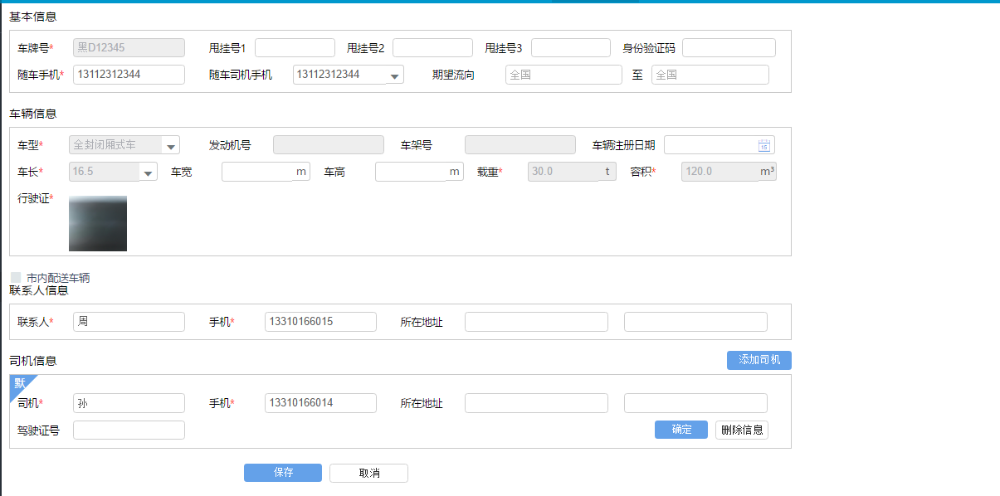 基本信息
车牌号* 黑D12345 甩挂号1 甩挂号2 甩挂号3 身份验证码
随车手机* 13112312344 随车司机手机 13112312344 期望流向 全国 至 全国
车辆信息
车型* 全封闭厢式车 发动机号 车架号 车辆注册日期 15
车长* 16.5 车宽 m 车高 m 载重* 30.0 t 容积* 120.0 m³
行驶证*
市内配送车辆
联系人信息
联系人* 周 手机* 13310166015 所在地址
司机信息 添加司机
默
司机* 孙 手机* 13310166014 所在地址
驾驶证号 确定 删除信息
保存 取消